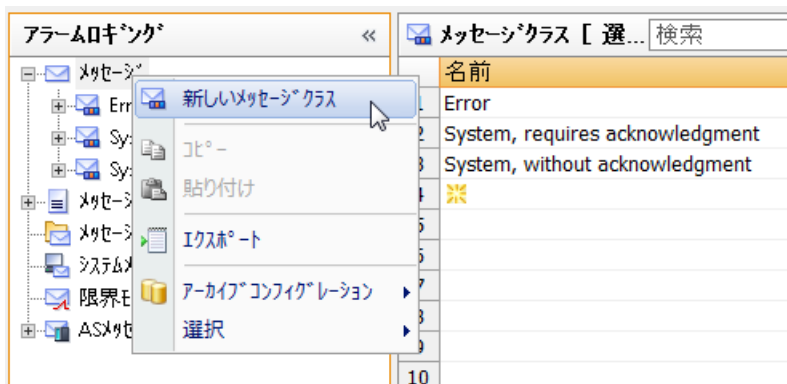 アラームロギング «
メッセージクラス [ 選... 検索
メッセージ
Err
Sy
Sy
メッセージ
メッセージ
システムメ
限界モ
ASメッセ
新しいメッセージクラス
コピー
貼り付け
エクスポート
アーカイブコンフィグレーション
選択
名前
1 Error
2 System, requires acknowledgment
3 System, without acknowledgment
4
5
6
7
8
9
10